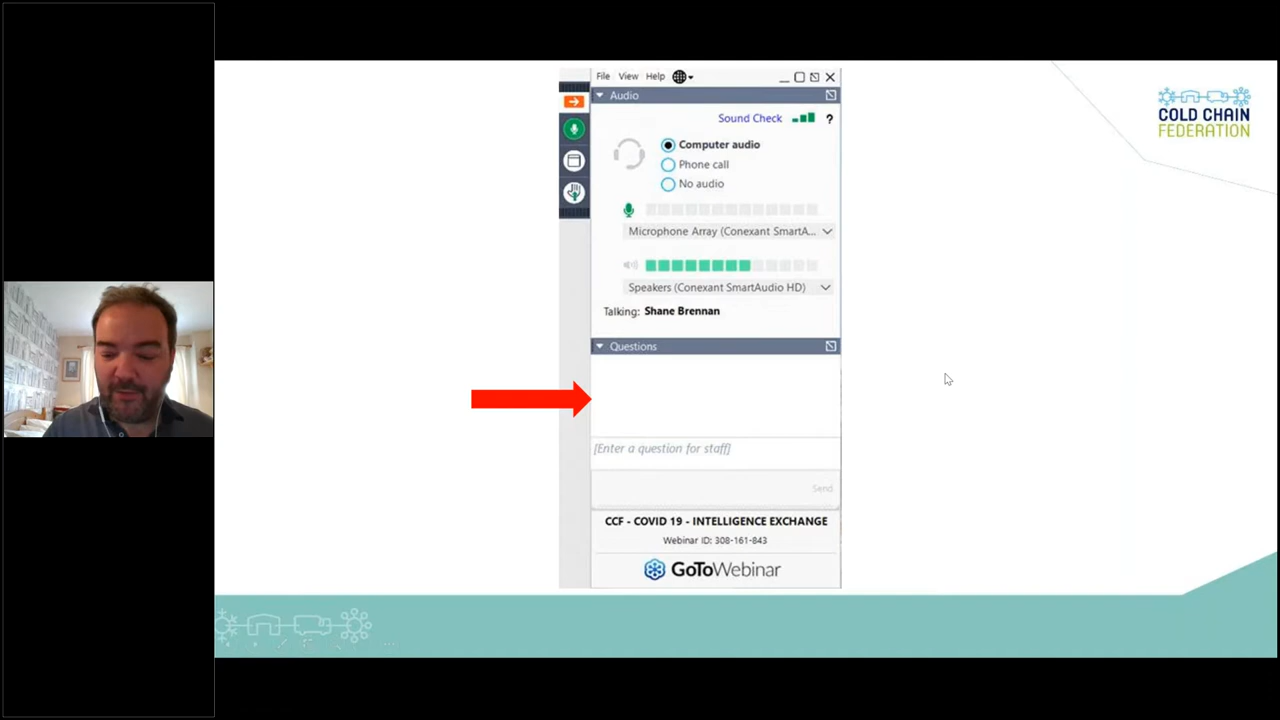 File View Help
Audio
Sound Check
?
Computer audio
Phone call
No audio
Microphone Array (Conexant SmartA...
Speakers (Conexant SmartAudio HD)
Talking: Shane Brennan
Questions
[Enter a question for staff]
Send
CCF - COVID 19 - INTELLIGENCE EXCHANGE
Webinar ID: 308-161-843
GoToWebinar
COLD CHAIN
FEDERATION